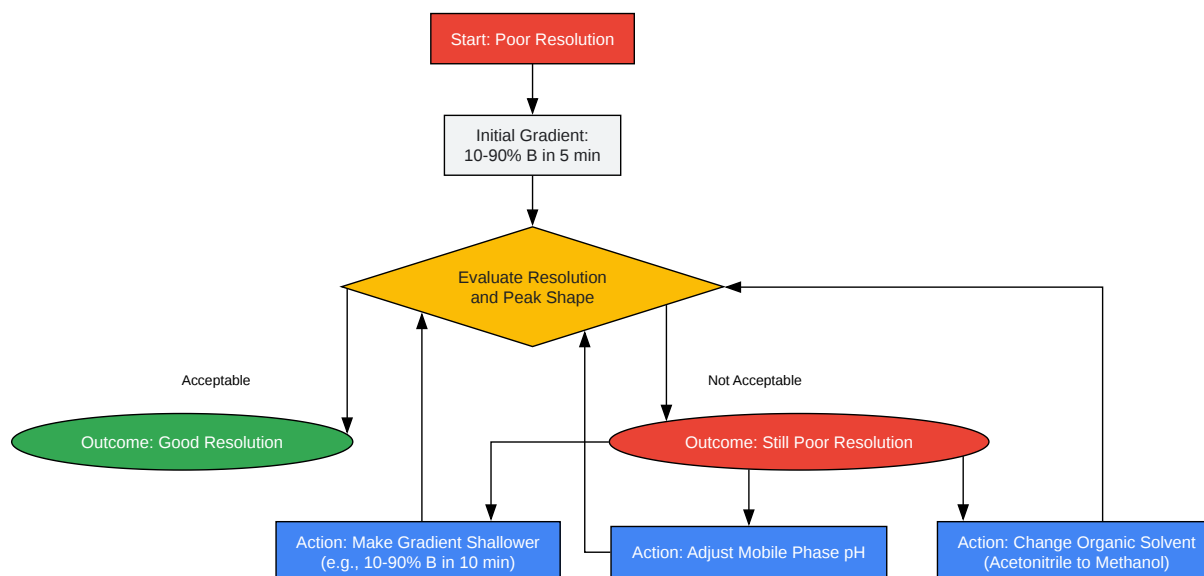 Start: Poor Resolution
Initial Gradient:
10-90% B in 5 min
Evaluate Resolution
and Peak Shape
Acceptable
Not Acceptable
Outcome: Good Resolution
Outcome: Still Poor Resolution
Action: Make Gradient Shallower
(e.g., 10-90% B in 10 min)
Action: Adjust Mobile Phase pH
Action: Change Organic Solvent
(Acetonitrile to Methanol)